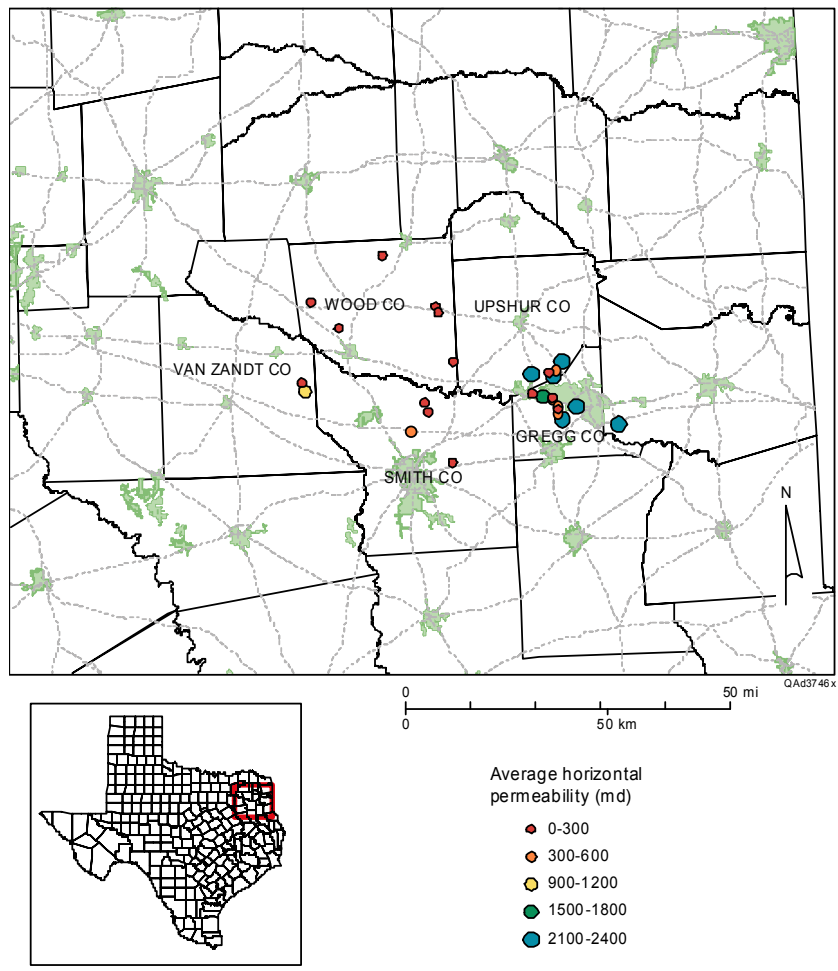 WOOD CO
UPSHUR CO
VAN ZANDT CO
GREGG CO
SMITH CO
N
QAd3746x
0 50 mi
0 50 km
Average horizontal
permeability (md)
0-300
300-600
900-1200
1500-1800
2100-2400